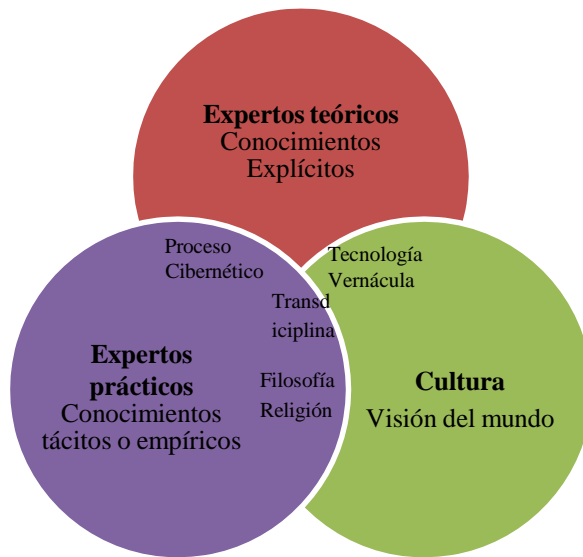 Expertos teóricos
Conocimientos
Explícitos
Proceso
Cibernético
Tecnología
Vernácula
Transd
iciplina
Expertos
prácticos
Conocimientos
tácitos o empíricos
Filosofía
Religión
Cultura
Visión del mundo